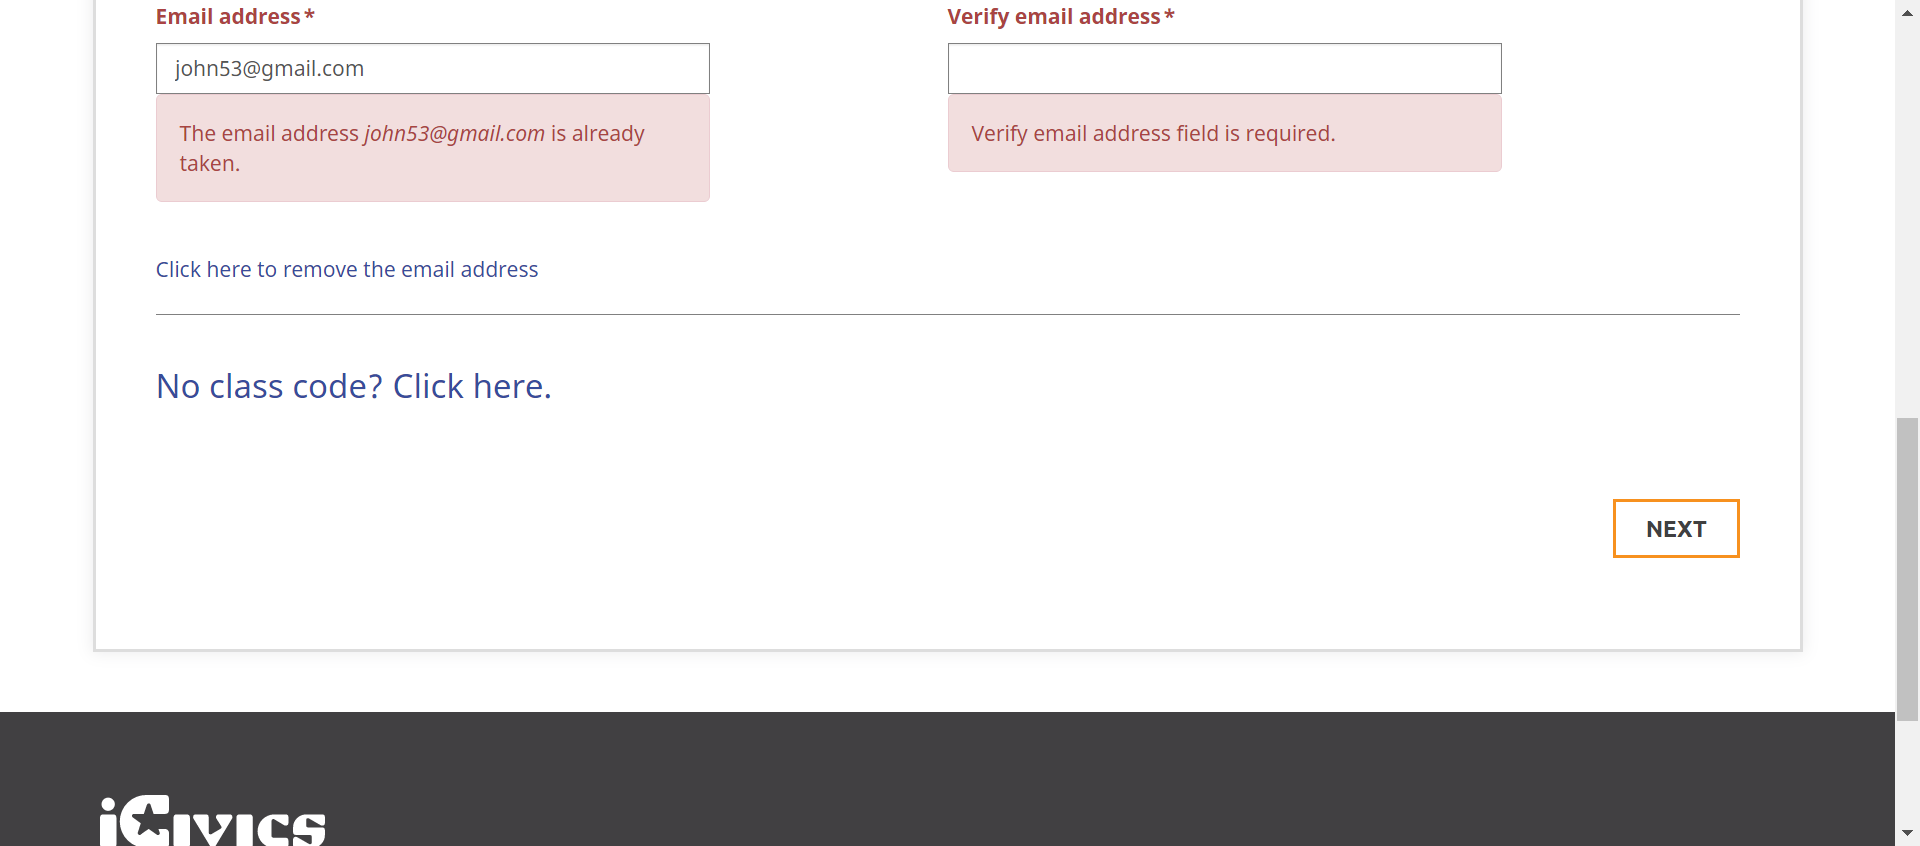 Email address*
Verify email address*
john53@gmail.com
The email address john53@gmail.com is already
taken.
Verify email address field is required.
Click here to remove the email address
No class code? Click here.
NEXT
iCivics